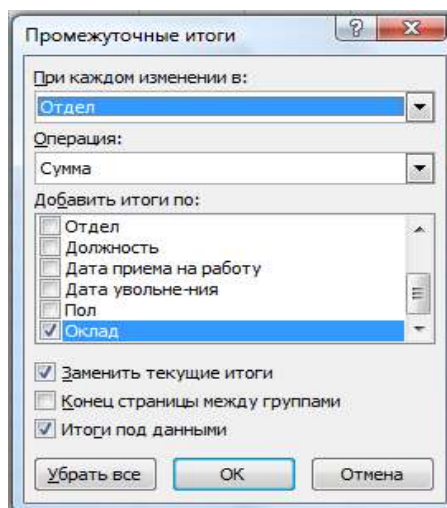 Промежуточные итоги
При каждом изменении в:
Отдел
Операция:
Сумма
Добавить итоги по:
Отдел
Должность
Дата приема на работу
Дата увольне-ния
Пол
Оклад
Заменить текущие итоги
Конец страницы между группами
Итоги под данными
Убрать все ОК Отмена